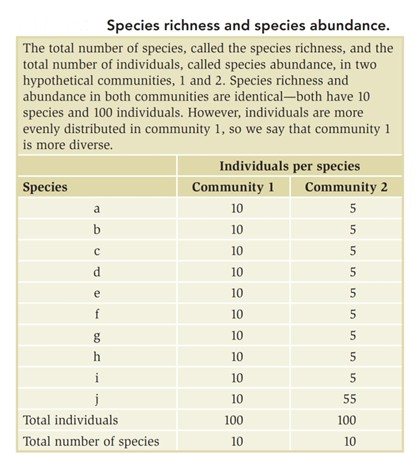 Species richness and species abundance.
The total number of species, called the species richness, and the
total number of individuals, called species abundance, in two
hypothetical communities, 1 and 2. Species richness and
abundance in both communities are identical—both have 10
species and 100 individuals. However, individuals are more
evenly distributed in community 1, so we say that community 1
is more diverse.
Individuals per species
Species Community 1 Community 2
a 10 5
b 10 5
c 10 5
d 10 5
e 10 5
f 10 5
g 10 5
h 10 5
i 10 5
j 10 55
Total individuals 100 100
Total number of species 10 10